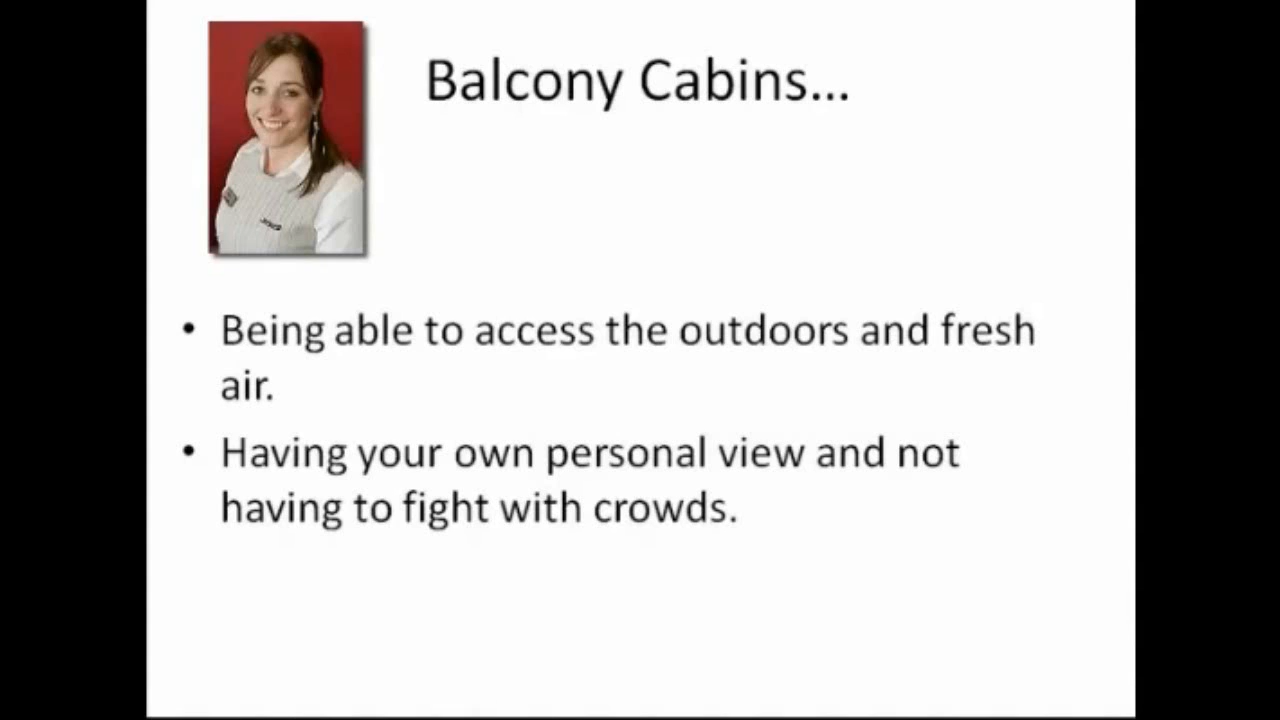 Balcony Cabins...
• Being able to access the outdoors and fresh
air.
• Having your own personal view and not
having to fight with crowds.